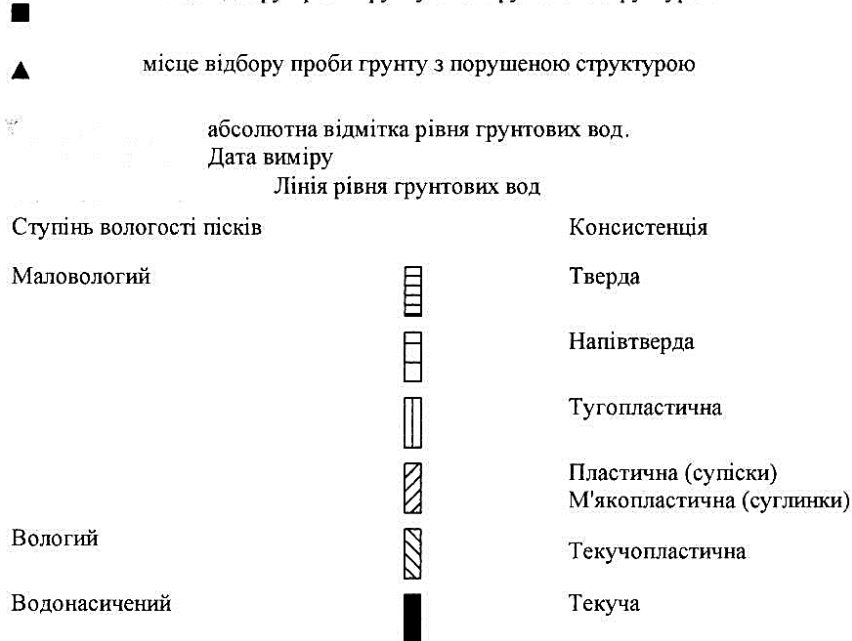 місце відбору проби грунту з порушеною структурою
абсолютна відмітка рівня грунтових вод.
Дата виміру
Лінія рівня грунтових вод
Ступінь вологості пісків Консистенція
Маловологий Тверда
Напівтверда
Тугопластична
Пластична (супіски)
М'якопластична (суглинки)
Вологий Текучопластична
Водонасичений Текуча